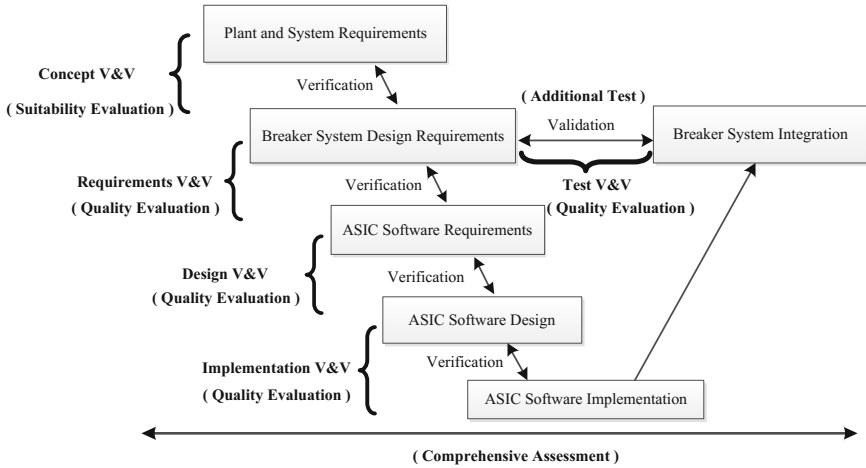 Plant and System Requirements
Concept V&V
( Suitability Evaluation )
Verification
( Additional Test )
Breaker System Design Requirements
Validation
Breaker System Integration
Requirements V&V
( Quality Evaluation )
Verification
Test V&V
( Quality Evaluation )
ASIC Software Requirements
Design V&V
( Quality Evaluation )
Verification
ASIC Software Design
Implementation V&V
( Quality Evaluation )
Verification
ASIC Software Implementation
( Comprehensive Assessment )